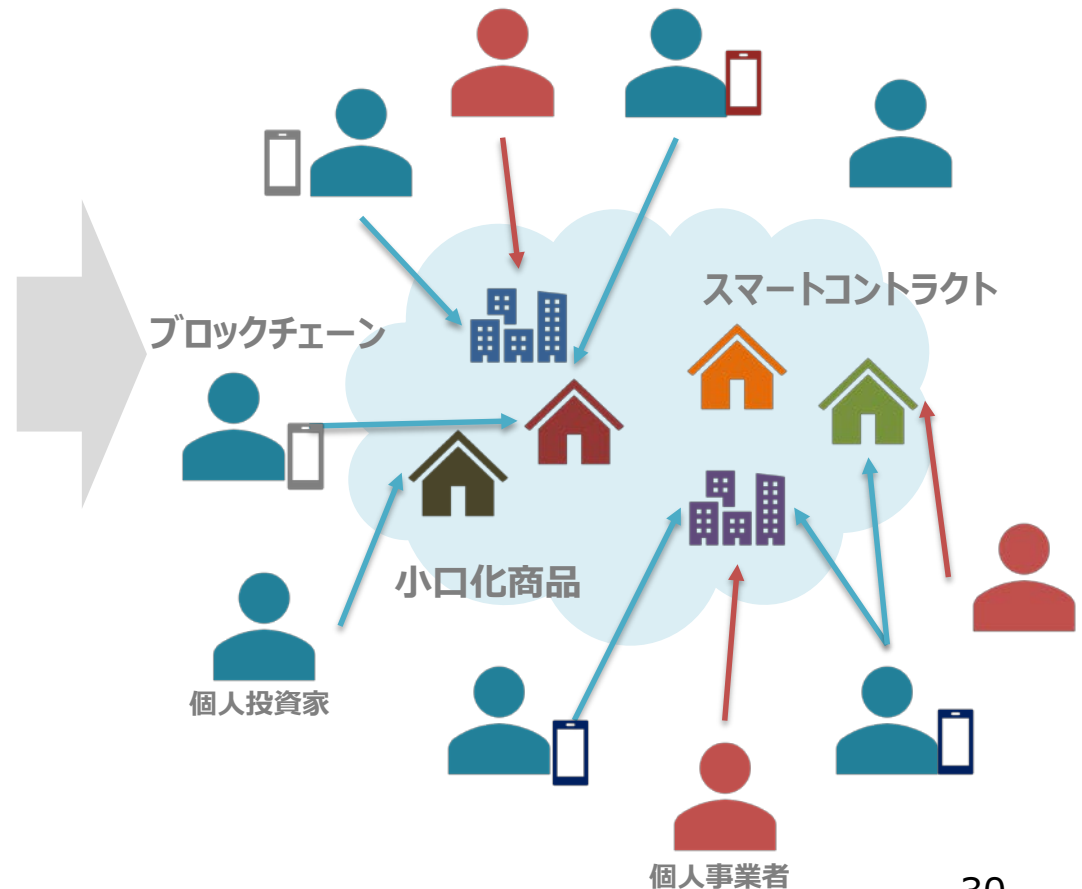 スマートコントラクト
ブロックチェーン
小口化商品
個人投資家
個人事業者
30